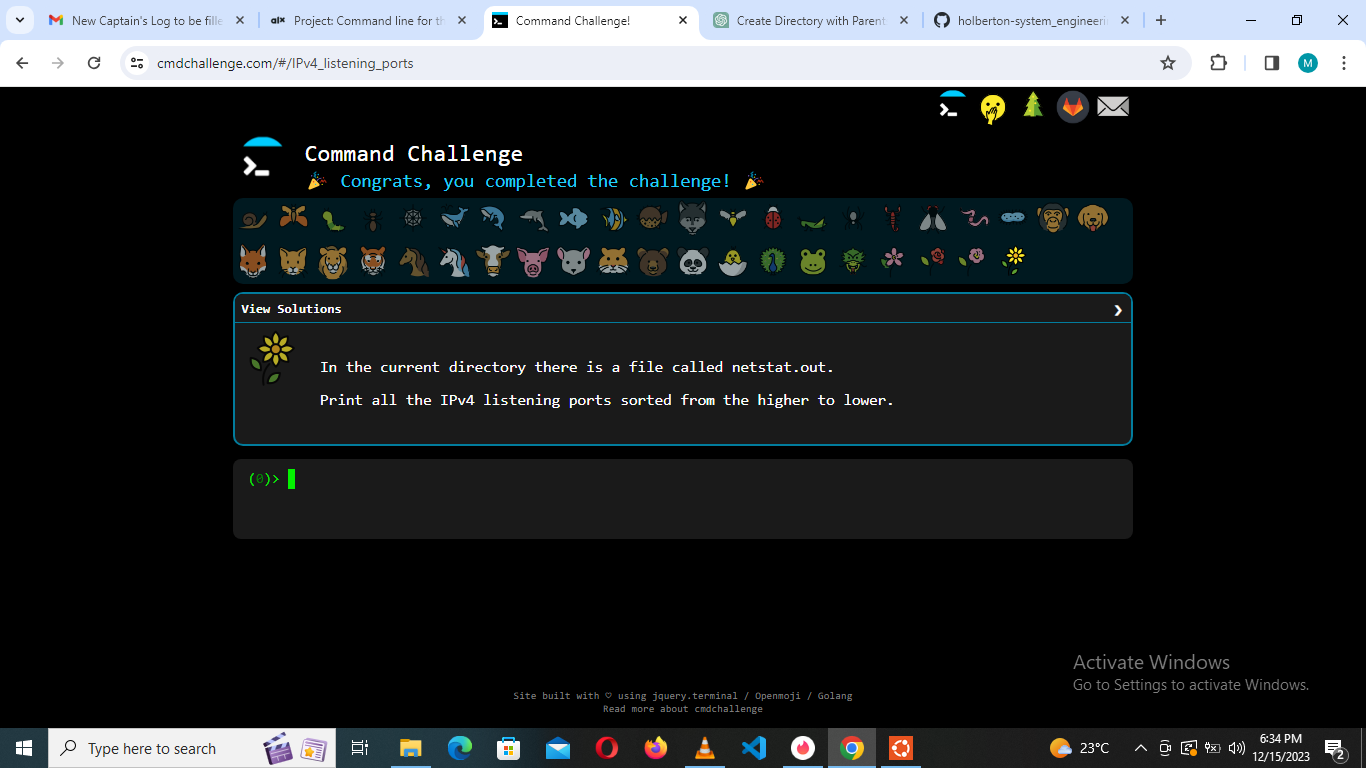 New Captain's Log to be fille
Project: Command line for th
Command Challenge!
Create Directory with Parent
holberton-system_engineeri
cmdchallenge.com/#/IPv4_listening_ports
M
Command Challenge
Congrats, you completed the challenge!
View Solutions
In the current directory there is a file called netstat.out.
Print all the IPv4 listening ports sorted from the higher to lower.
(0)>
Activate Windows
Go to Settings to activate Windows.
Site built with ♡ using jquery.terminal / Openmoji / Golang
Read more about cmdchallenge
Type here to search
23°C
6:34 PM
12/15/2023
2